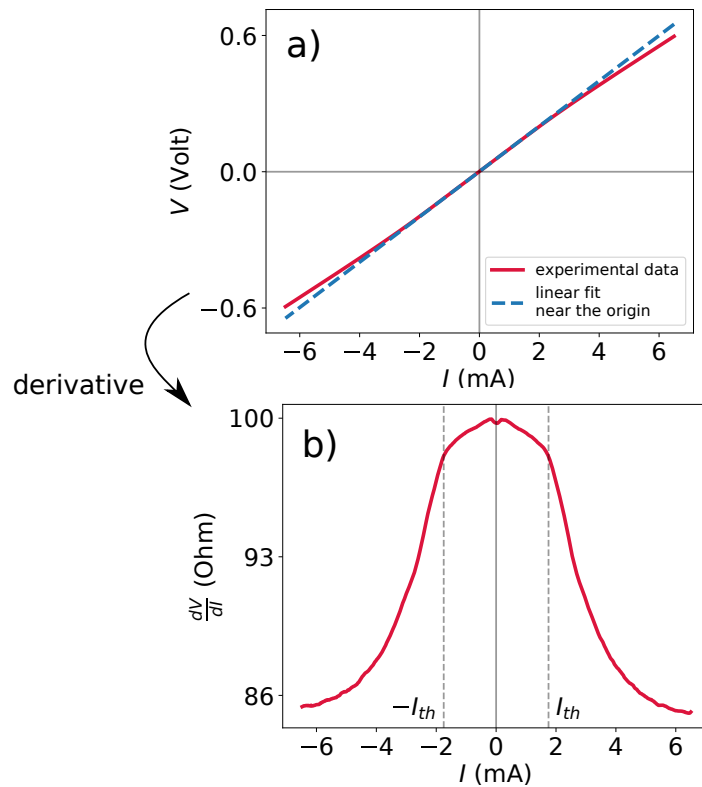 a)
0.6
0.0
−0.6
V (Volt)
experimental data
linear fit
near the origin
−6 −4 −2 0 2 4 6
I (mA)
derivative
b)
100
93
86
dV/dI (Ohm)
−I_th I_th
−6 −4 −2 0 2 4 6
I (mA)